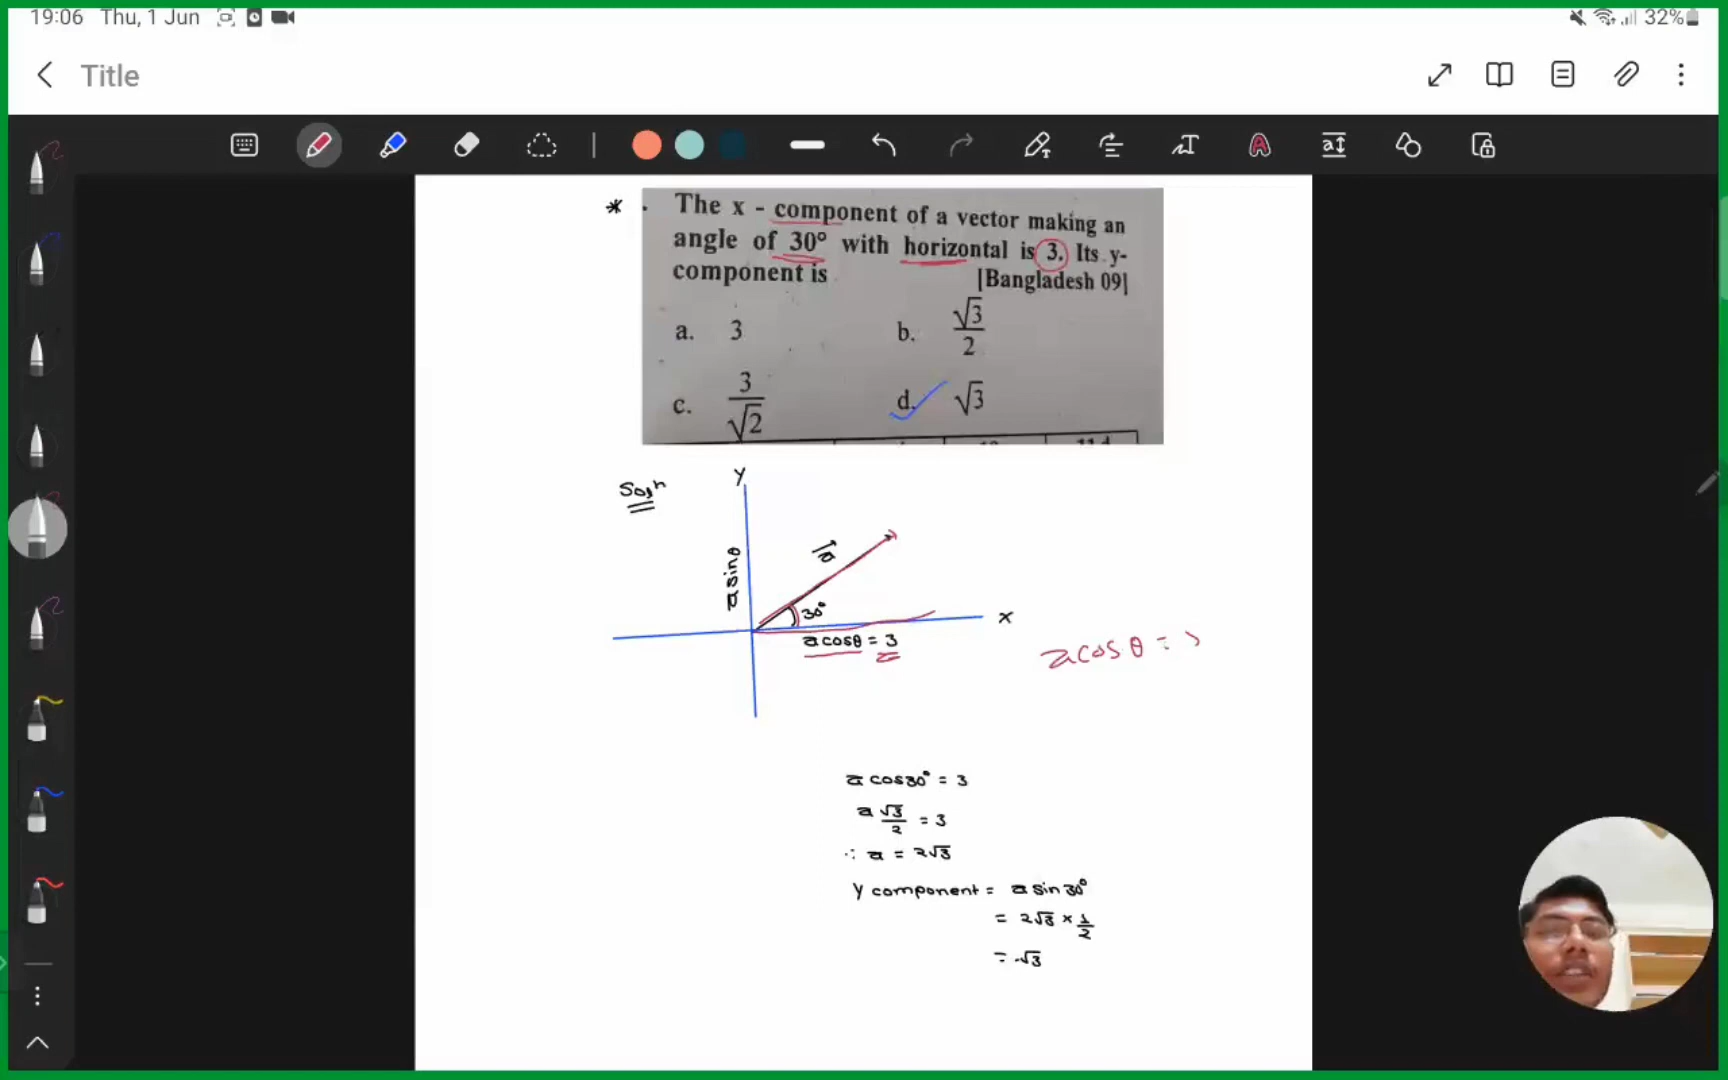 19:06 Thu, 1 Jun
32%
Title
* . The x - component of a vector making an
angle of 30° with horizontal is 3. Its y-
component is [Bangladesh 09]
a. 3 b. √3/2
c. 3/√2 d. √3
Soln
Y
a sinθ
a
30°
X
a cosθ = 3
a cos θ =
a cos30° = 3
a √3/2 = 3
∴ a = 2√3
Y component = a sin 30°
= 2√3 × 1/2
= √3